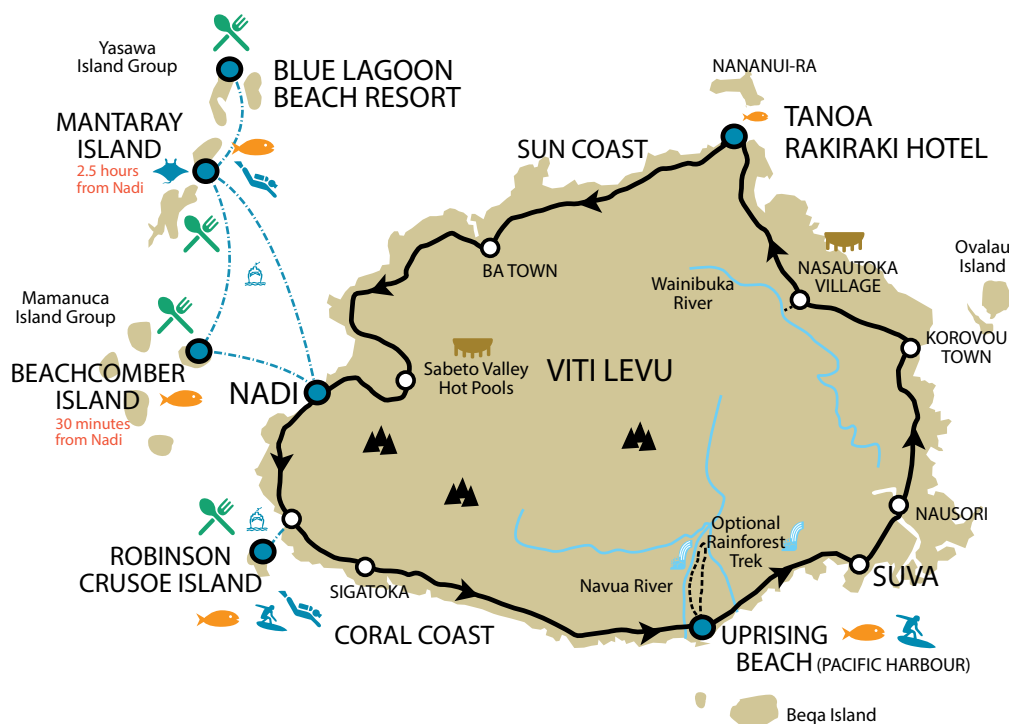 Yasawa
Island Group
BLUE LAGOON
BEACH RESORT
NANANUI-RA
MANTARAY
ISLAND
2.5 hours
from Nadi
TANOA
RAKIRAKI HOTEL
SUN COAST
BA TOWN
Wainibuka
River
NASAUTOKA
VILLAGE
Ovalau
Island
Mamanuca
Island Group
KOROVOU
TOWN
BEACHCOMBER
ISLAND
30 minutes
from Nadi
NADI
Sabeto Valley
Hot Pools
VITI LEVU
NAUSORI
Optional
Rainforest
Trek
ROBINSON
CRUSOE ISLAND
SIGATOKA
Navua River
SUVA
CORAL COAST
UPRISING
BEACH (PACIFIC HARBOUR)
Beqa Island